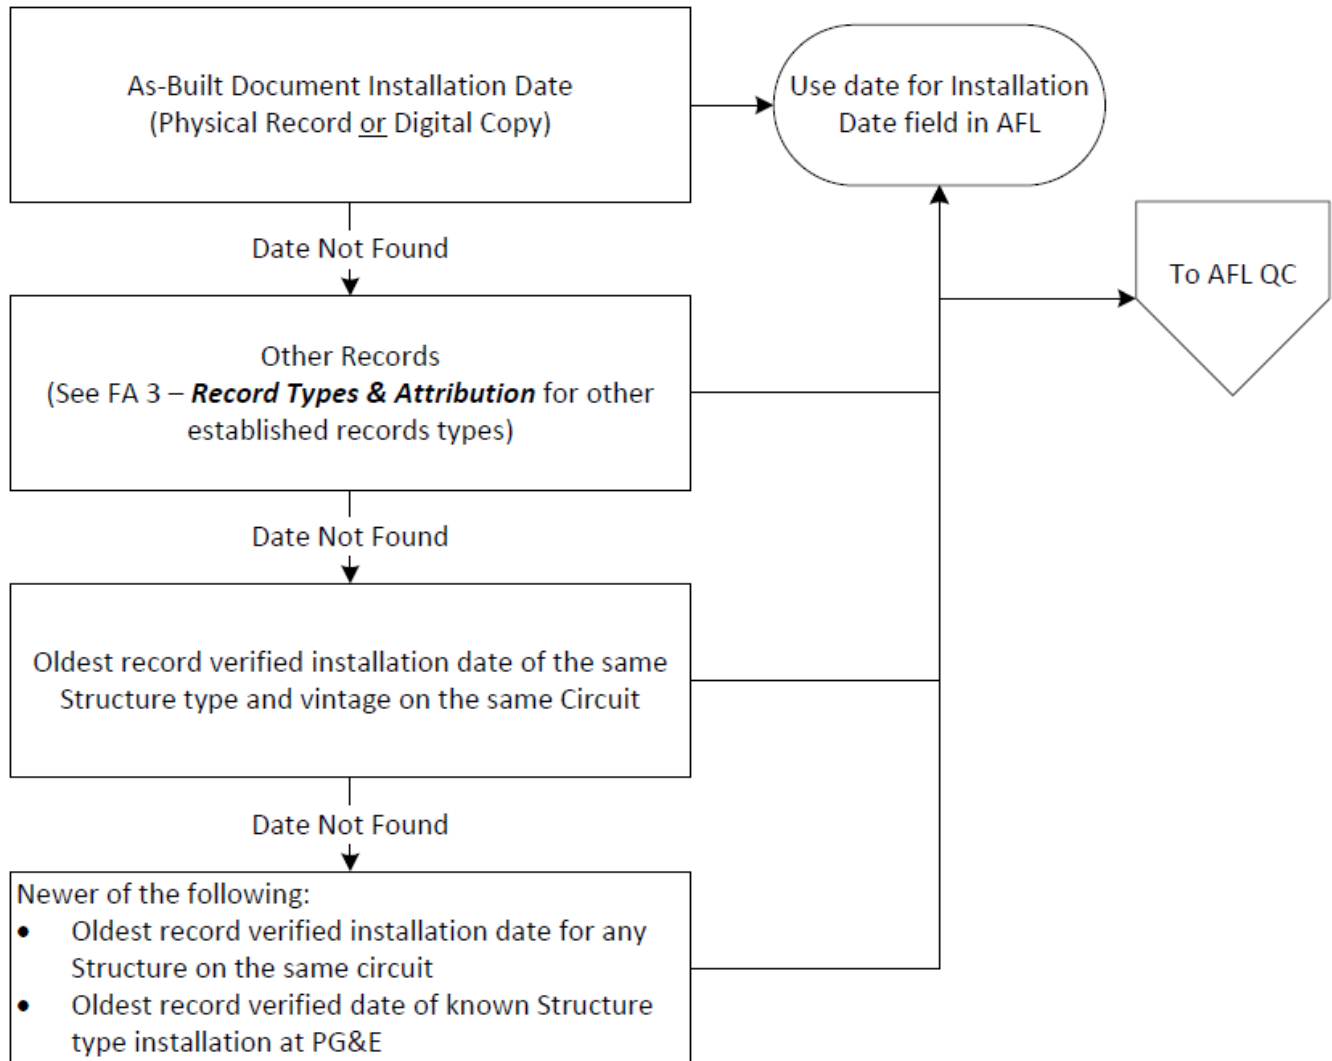 As-Built Document Installation Date
(Physical Record or Digital Copy)
Use date for Installation
Date field in AFL
Date Not Found
To AFL QC
Other Records
(See FA 3 – Record Types & Attribution for other
established records types)
Date Not Found
Oldest record verified installation date of the same
Structure type and vintage on the same Circuit
Date Not Found
Newer of the following:
• Oldest record verified installation date for any
Structure on the same circuit
• Oldest record verified date of known Structure
type installation at PG&E